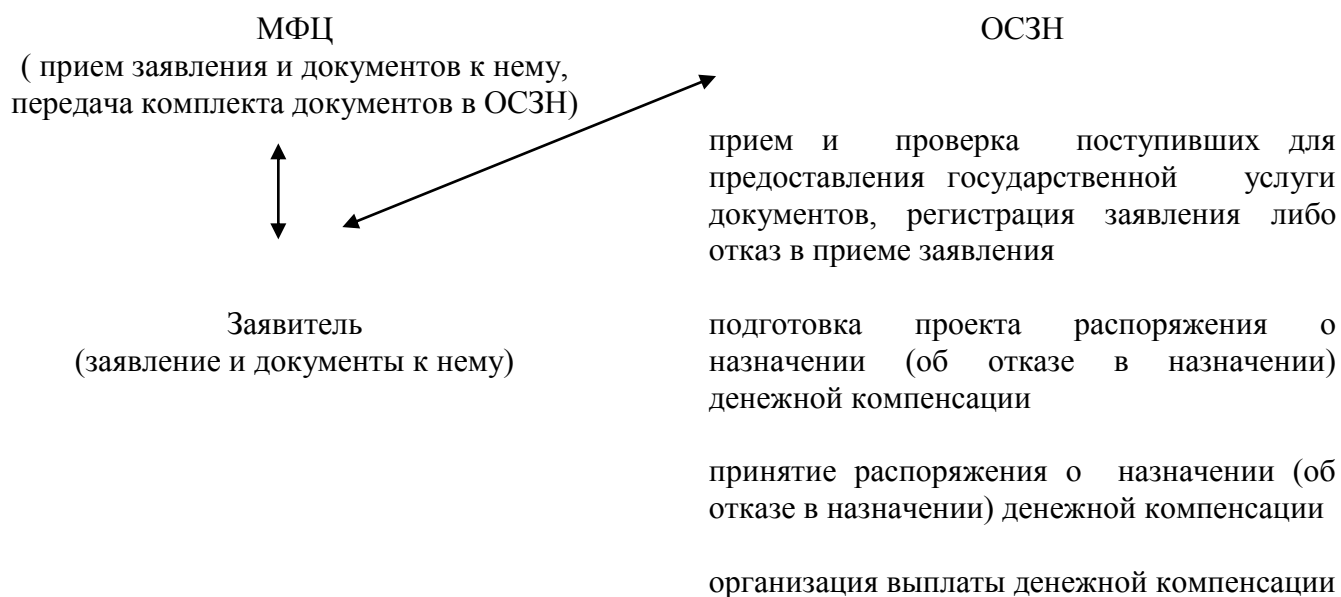 МФЦ
( прием заявления и документов к нему,
передача комплекта документов в ОСЗН)
Заявитель
(заявление и документы к нему)
ОСЗН
прием и проверка поступивших для
предоставления государственной услуги
документов, регистрация заявления либо
отказ в приеме заявления
подготовка проекта распоряжения о
назначении (об отказе в назначении)
денежной компенсации
принятие распоряжения о назначении (об
отказе в назначении) денежной компенсации
организация выплаты денежной компенсации